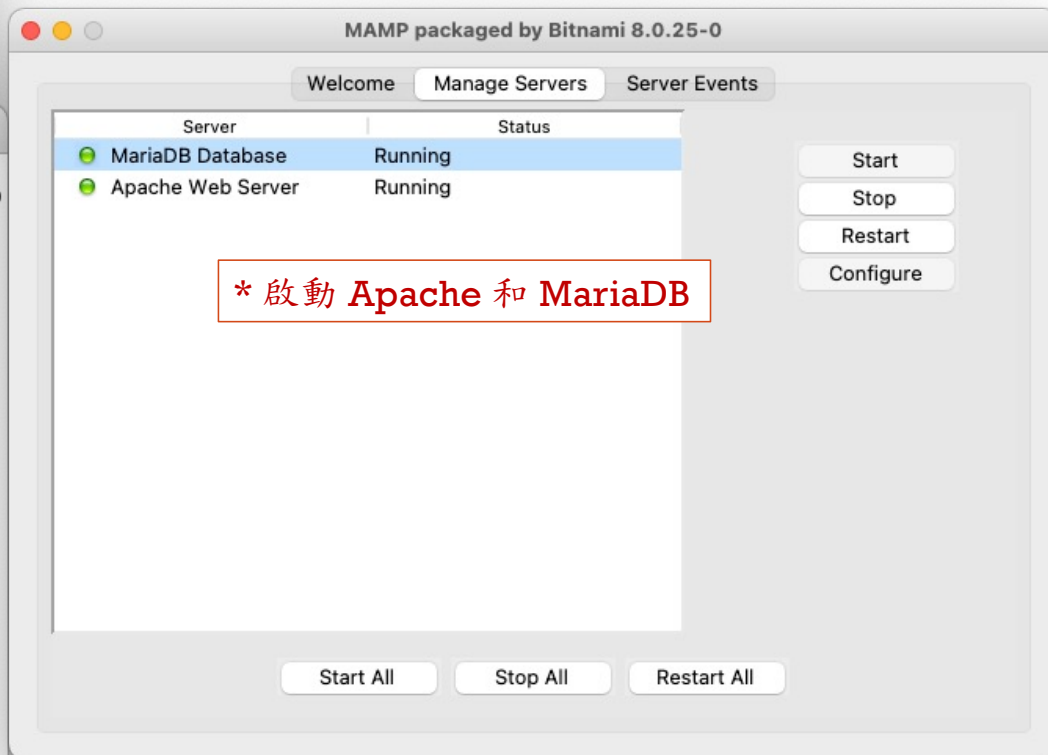 MAMP packaged by Bitnami 8.0.25-0
Welcome Manage Servers Server Events
Server Status
MariaDB Database Running
Apache Web Server Running
Start
Stop
Restart
Configure
* 啟動 Apache 和 MariaDB
Start All Stop All Restart All